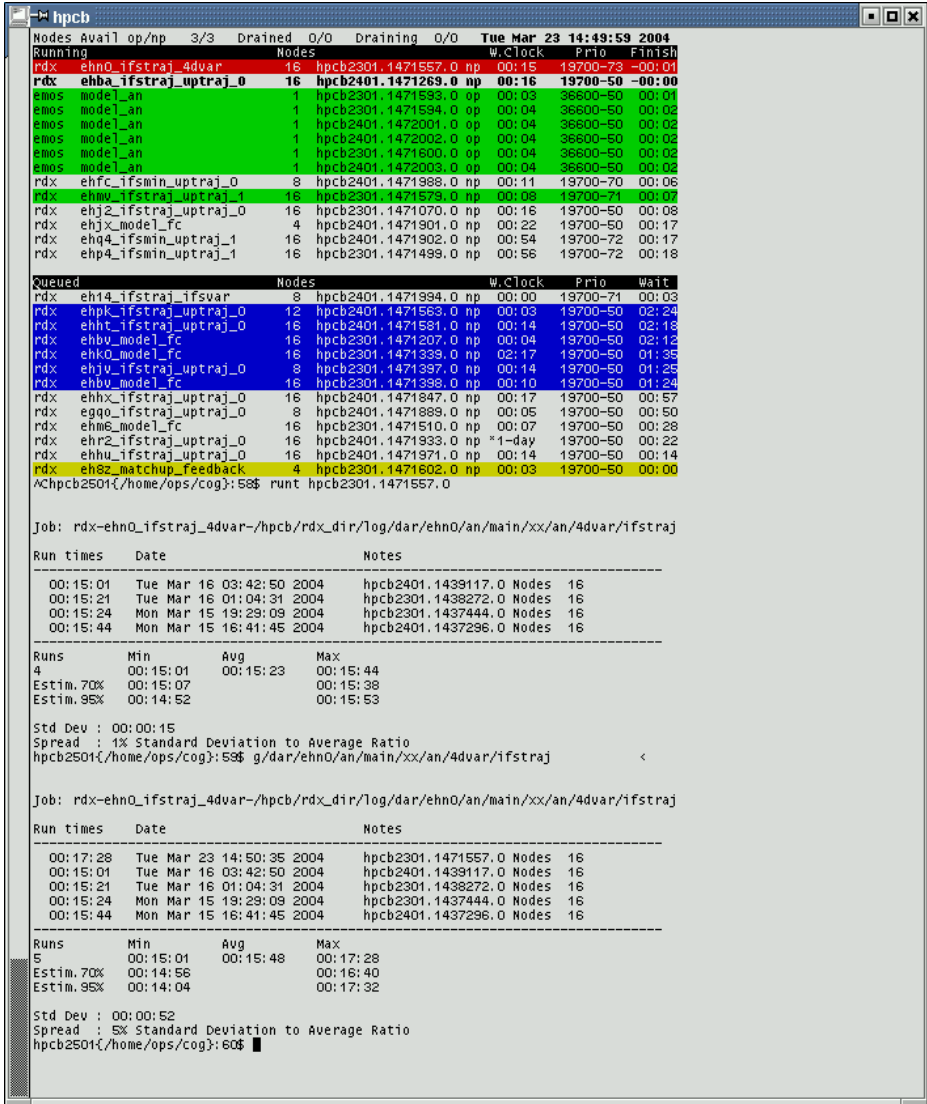 hpcb
Nodes Avail op/np 3/3 Drained 0/0 Draining 0/0 Tue Mar 23 14:49:59 2004
Running Nodes W.Clock Prio Finish
rdx ehn0_ifstraj_4dvar 16 hpcb2301.1471557.0 np 00:15 19700-73 -00:01
rdx ehba_ifstraj_uptraj_0 16 hpcb2401.1471269.0 np 00:16 19700-50 -00:00
emos model_an 1 hpcb2301.1471593.0 op 00:03 36600-50 00:01
emos model_an 1 hpcb2301.1471594.0 op 00:04 36600-50 00:02
emos model_an 1 hpcb2401.1472001.0 op 00:04 36600-50 00:02
emos model_an 1 hpcb2401.1472002.0 op 00:04 36600-50 00:02
emos model_an 1 hpcb2301.1471600.0 op 00:04 36600-50 00:02
emos model_an 1 hpcb2401.1472003.0 op 00:04 36600-50 00:02
rdx ehfc_ifsmin_uptraj_0 8 hpcb2401.1471988.0 np 00:11 19700-70 00:06
rdx ehmv_ifstraj_uptraj_1 16 hpcb2301.1471579.0 np 00:08 19700-71 00:07
rdx ehj2_ifstraj_uptraj_0 16 hpcb2301.1471070.0 np 00:16 19700-50 00:08
rdx ehjx_model_fc 4 hpcb2401.1471901.0 np 00:22 19700-50 00:17
rdx ehq4_ifsmin_uptraj_1 16 hpcb2401.1471902.0 np 00:54 19700-72 00:17
rdx ehp4_ifsmin_uptraj_1 16 hpcb2301.1471499.0 np 00:56 19700-72 00:18
Queued Nodes W.Clock Prio Wait
rdx eh14_ifstraj_ifsvar 8 hpcb2401.1471994.0 np 00:00 19700-71 00:03
rdx ehpk_ifstraj_uptraj_0 12 hpcb2401.1471563.0 np 00:03 19700-50 02:24
rdx ehht_ifstraj_uptraj_0 16 hpcb2401.1471581.0 np 00:14 19700-50 02:18
rdx ehbv_model_fc 16 hpcb2301.1471207.0 np 00:04 19700-50 02:12
rdx ehk0_model_fc 16 hpcb2301.1471339.0 np 02:17 19700-50 01:35
rdx ehjv_ifstraj_uptraj_0 8 hpcb2301.1471397.0 np 00:14 19700-50 01:25
rdx ehbv_model_fc 16 hpcb2301.1471398.0 np 00:10 19700-50 01:24
rdx ehhx_ifstraj_uptraj_0 16 hpcb2401.1471847.0 np 00:17 19700-50 00:57
rdx egqo_ifstraj_uptraj_0 8 hpcb2401.1471889.0 np 00:05 19700-50 00:50
rdx ehm6_model_fc 16 hpcb2301.1471510.0 np 00:07 19700-50 00:28
rdx ehr2_ifstraj_uptraj_0 16 hpcb2401.1471933.0 np *1-day 19700-50 00:22
rdx ehhu_ifstraj_uptraj_0 16 hpcb2401.1471971.0 np 00:14 19700-50 00:14
rdx eh8z_matchup_feedback 4 hpcb2301.1471602.0 np 00:03 19700-50 00:00
^Chpcb2501{/home/ops/cog}:58$ runt hpcb2301.1471557.0
Job: rdx-ehn0_ifstraj_4dvar-/hpcb/rdx_dir/log/dar/ehn0/an/main/xx/an/4dvar/ifstraj
Run times Date Notes
00:15:01 Tue Mar 16 03:42:50 2004 hpcb2401.1439117.0 Nodes 16
00:15:21 Tue Mar 16 01:04:31 2004 hpcb2301.1438272.0 Nodes 16
00:15:24 Mon Mar 15 19:29:09 2004 hpcb2301.1437444.0 Nodes 16
00:15:44 Mon Mar 15 16:41:45 2004 hpcb2401.1437296.0 Nodes 16
Runs Min Avg Max
4 00:15:01 00:15:23 00:15:44
Estim.70% 00:15:07 00:15:38
Estim.95% 00:14:52 00:15:53
Std Dev : 00:00:15
Spread : 1% Standard Deviation to Average Ratio
hpcb2501{/home/ops/cog}:59$ g/dar/ehn0/an/main/xx/an/4dvar/ifstraj <
Job: rdx-ehn0_ifstraj_4dvar-/hpcb/rdx_dir/log/dar/ehn0/an/main/xx/an/4dvar/ifstraj
Run times Date Notes
00:17:28 Tue Mar 23 14:50:35 2004 hpcb2301.1471557.0 Nodes 16
00:15:01 Tue Mar 16 03:42:50 2004 hpcb2401.1439117.0 Nodes 16
00:15:21 Tue Mar 16 01:04:31 2004 hpcb2301.1438272.0 Nodes 16
00:15:24 Mon Mar 15 19:29:09 2004 hpcb2301.1437444.0 Nodes 16
00:15:44 Mon Mar 15 16:41:45 2004 hpcb2401.1437296.0 Nodes 16
Runs Min Avg Max
5 00:15:01 00:15:48 00:17:28
Estim.70% 00:14:56 00:16:40
Estim.95% 00:14:04 00:17:32
Std Dev : 00:00:52
Spread : 5% Standard Deviation to Average Ratio
hpcb2501{/home/ops/cog}:60$